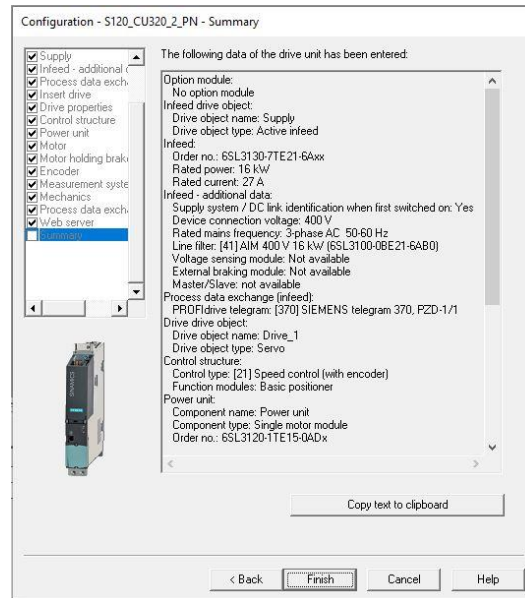 Configuration - S120_CU320_2_PN - Summary
Supply
Infeed - additional
Process data exch
Insert drive
Drive properties
Control structure
Power unit
Motor
Motor holding brak
Encoder
Measurement syste
Mechanics
Process data exch
Web server
Summary
The following data of the drive unit has been entered:
Option module:
No option module
Infeed drive object:
Drive object name: Supply
Drive object type: Active infeed
Infeed:
Order no.: 6SL3130-7TE21-6Axx
Rated power: 16 kW
Rated current: 27 A
Infeed - additional data:
Supply system / DC link identification when first switched on: Yes
Device connection voltage: 400 V
Rated mains frequency: 3-phase AC 50-60 Hz
Line filter: [41] AIM 400 V 16 kW (6SL3100-0BE21-6AB0)
Voltage sensing module: Not available
External braking module: Not available
Master/Slave: not available
Process data exchange (infeed):
PROFIdrive telegram: [370] SIEMENS telegram 370, PZD-1/1
Drive drive object:
Drive object name: Drive_1
Drive object type: Servo
Control structure:
Control type: [21] Speed control (with encoder)
Function modules: Basic positioner
Power unit:
Component name: Power unit
Component type: Single motor module
Order no.: 6SL3120-1TE15-0ADx
SINAMICS
SIEMENS
Copy text to clipboard
< Back
Finish
Cancel
Help